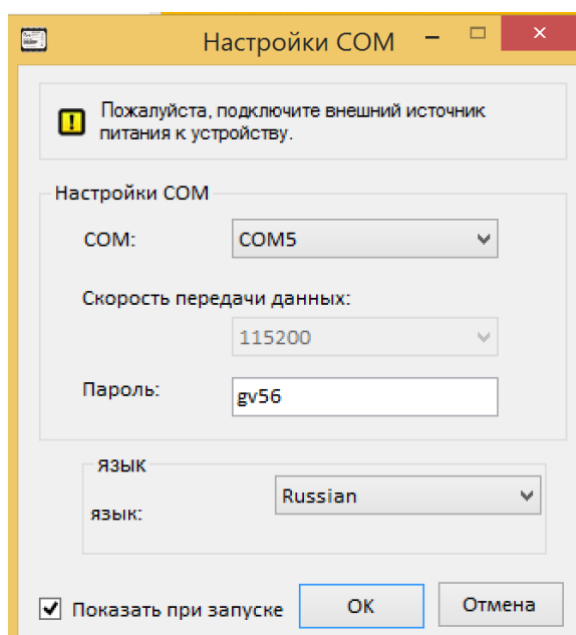 Настройки COM
Пожалуйста, подключите внешний источник
питания к устройству.
Настройки COM
COM: COM5
Скорость передачи данных:
115200
Пароль: gv56
язык
язык: Russian
Показать при запуске OK Отмена